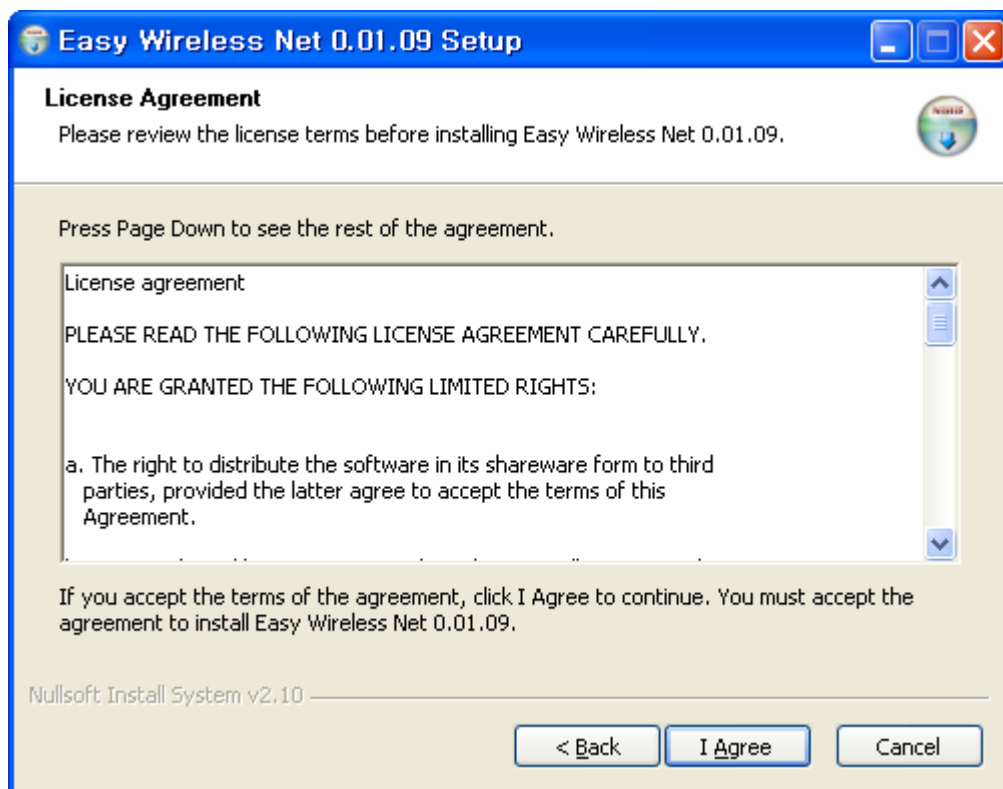 Easy Wireless Net 0.01.09 Setup
License Agreement
Please review the license terms before installing Easy Wireless Net 0.01.09.
Press Page Down to see the rest of the agreement.
License agreement
PLEASE READ THE FOLLOWING LICENSE AGREEMENT CAREFULLY.
YOU ARE GRANTED THE FOLLOWING LIMITED RIGHTS:
a. The right to distribute the software in its shareware form to third
parties, provided the latter agree to accept the terms of this
Agreement.
If you accept the terms of the agreement, click I Agree to continue. You must accept the
agreement to install Easy Wireless Net 0.01.09.
Nullsoft Install System v2.10
< Back
I Agree
Cancel